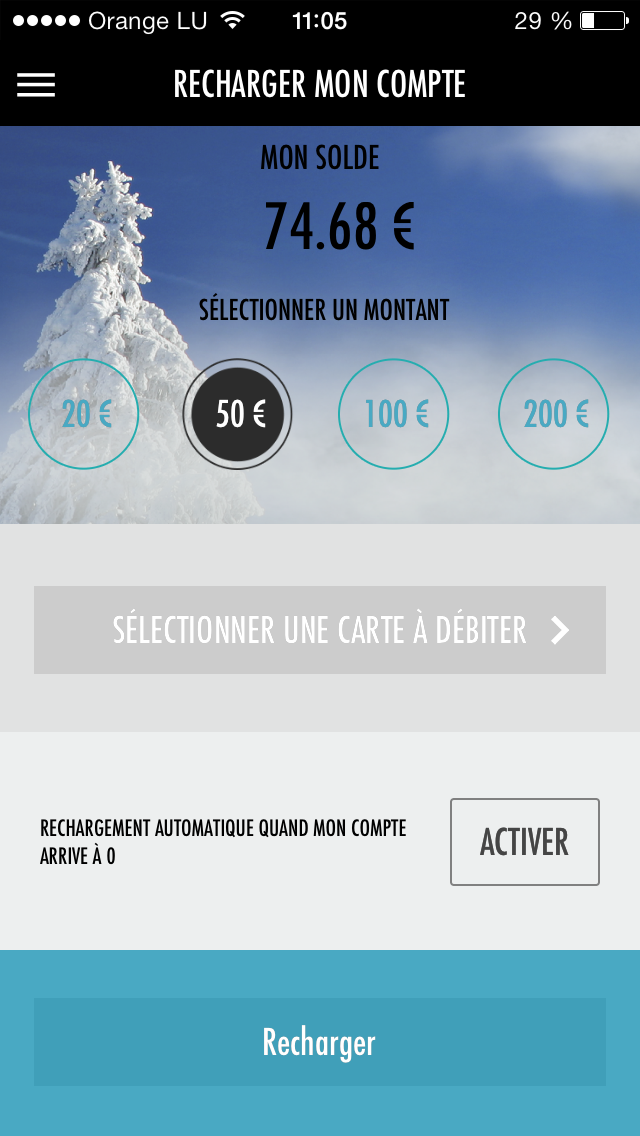 Orange LU 11:05 29 %
RECHARGER MON COMPTE
MON SOLDE
74.68 €
SÉLECTIONNER UN MONTANT
20 € 50 € 100 € 200 €
SÉLECTIONNER UNE CARTE À DÉBITER
RECHARGEMENT AUTOMATIQUE QUAND MON COMPTE
ARRIVE À 0
ACTIVER
Recharger